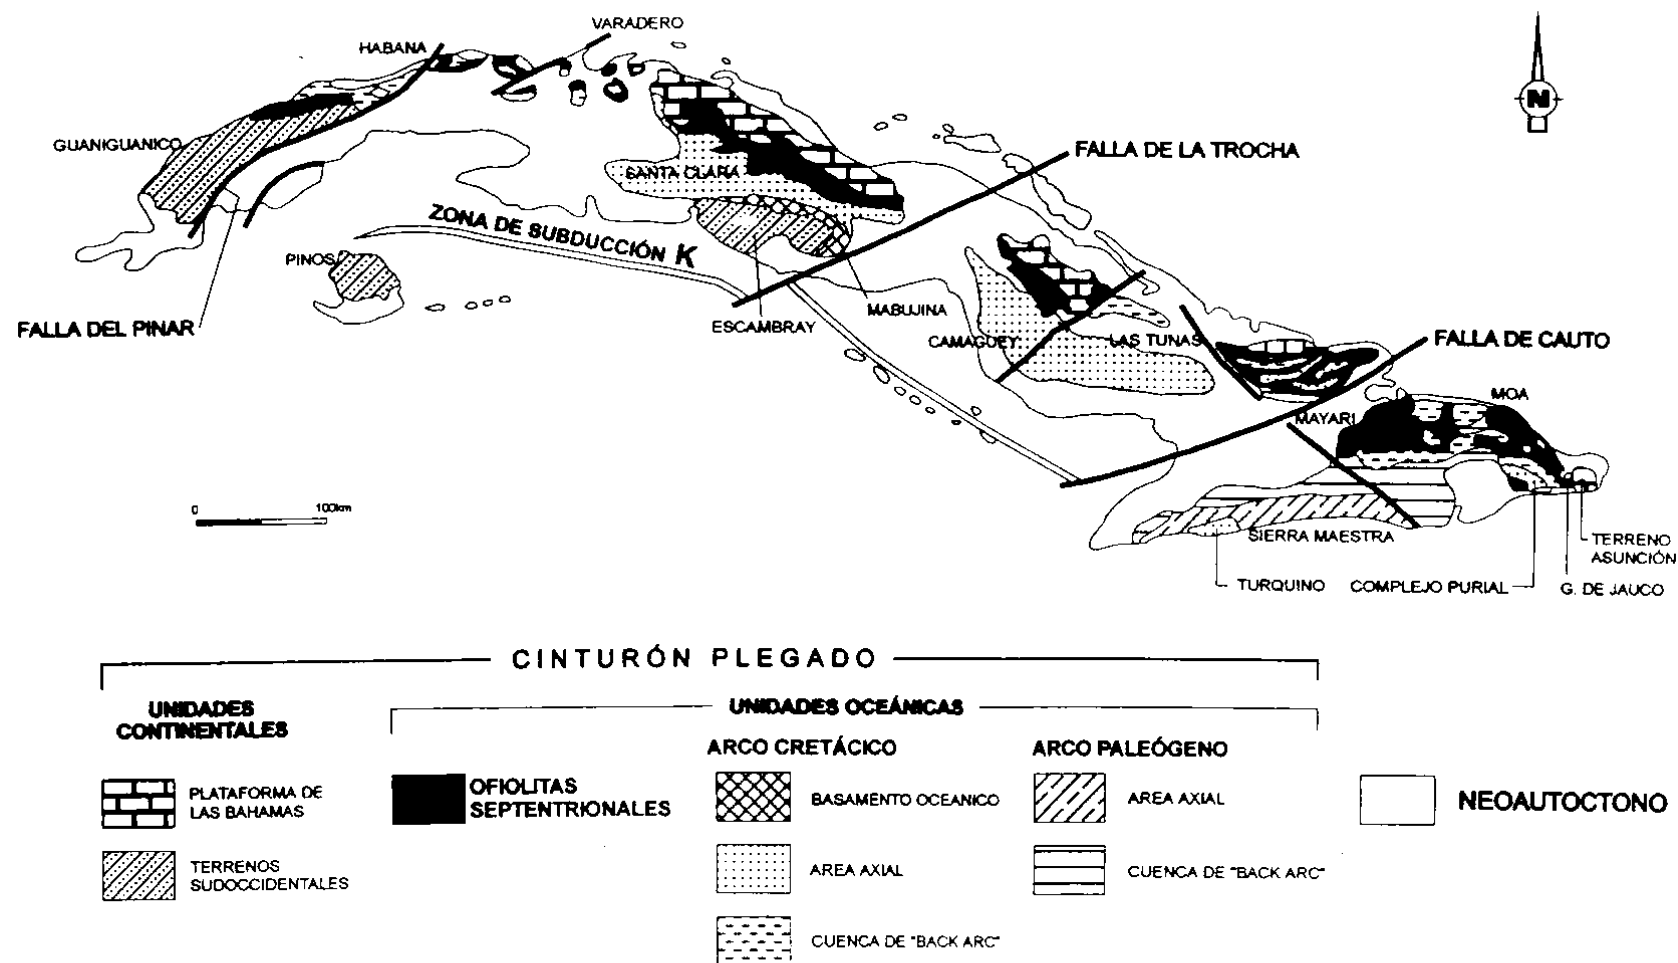 VARADERO
HABANA
N
GUANIGUANICO
FALLA DE LA TROCHA
SANTA CLARA
ZONA DE SUBDUCCIÓN K
PINOS
FALLA DEL PINAR
ESCAMBRAY
MABUJINA
CAMAGUEY
LAS TUNAS
FALLA DE CAUTO
MOA
MAYARI
0 100km
SIERRA MAESTRA
TERRENO
ASUNCIÓN
TURQUINO
COMPLEJO PURIAL
G. DE JAUCO
CINTURÓN PLEGADO
UNIDADES
CONTINENTALES
UNIDADES OCEÁNICAS
ARCO CRETÁCICO
ARCO PALEÓGENO
PLATAFORMA DE
LAS BAHAMAS
OFIOLITAS
SEPTENTRIONALES
BASAMENTO OCEANICO
AREA AXIAL
NEOAUTOCTONO
TERRENOS
SUDOCCIDENTALES
AREA AXIAL
CUENCA DE "BACK ARC"
CUENCA DE "BACK ARC"